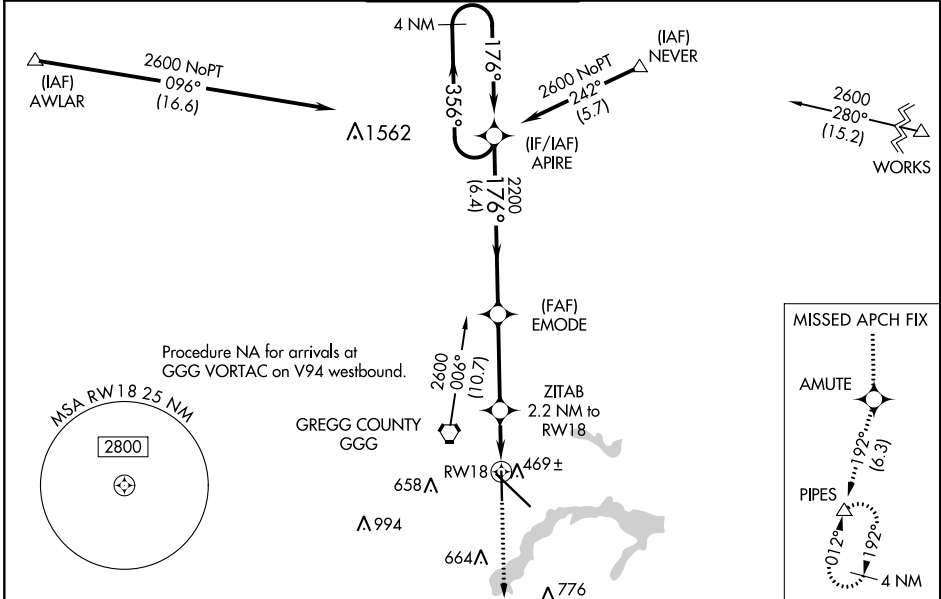 4 NM
176°
356°
(IAF)
NEVER
2600 NoPT
242°
(5.7)
2600 NoPT
096°
(16.6)
(IAF)
AWLAR
1562
(IF/IAF)
APIRE
2600
280°
(15.2)
WORKS
2200
176°
(6.4)
(FAF)
EMODE
Procedure NA for arrivals at
GGG VORTAC on V94 westbound.
2600
006°
(10.7)
ZITAB
2.2 NM to
RW18
GREGG COUNTY
GGG
MSA RW18 25 NM
2800
RW18
469±
658
994
664
776
MISSED APCH FIX
AMUTE
192°
(6.3)
PIPES
012°
192°
4 NM